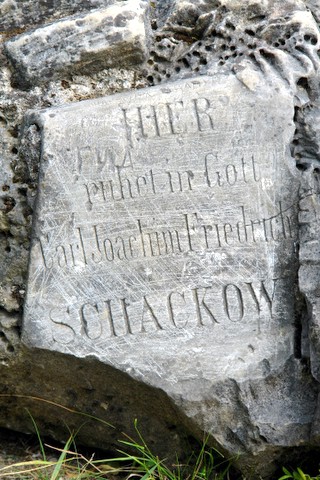 HIER
ruhet in Gott
Carl Joachim Friedrich
SCHACKOW